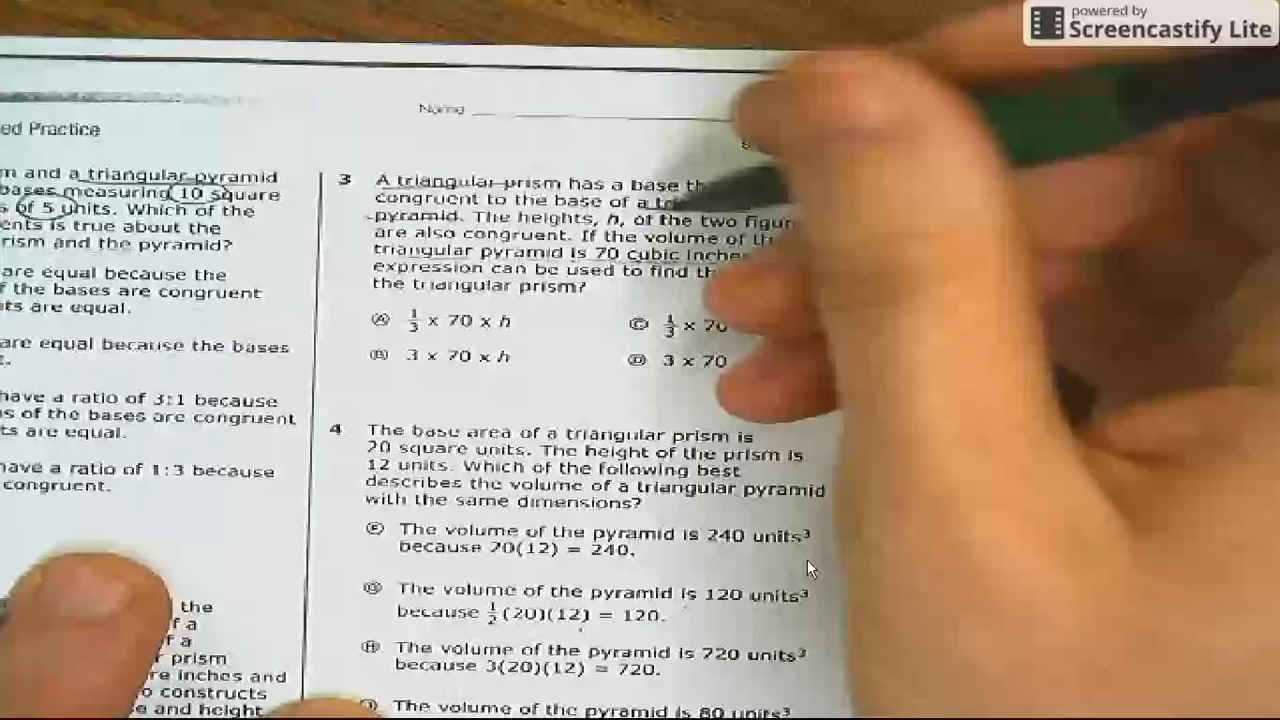 powered by
Screencastify Lite
Name
ed Practice
m and a triangular pyramid
bases measuring 10 square
of 5 units. Which of the
ents is true about the
rism and the pyramid?
are equal because the
f the bases are congruent
ts are equal.
are equal because the bases
have a ratio of 3:1 because
s of the bases are congruent
ts are equal.
have a ratio of 1:3 because
congruent.
the
f a
f a
r prism
re inches and
o constructs
e and height
3 A triangular prism has a base th
congruent to the base of a
pyramid. The heights, h, of the two figur
are also congruent. If the volume of th
triangular pyramid is 70 cubic inche
expression can be used to find th
the triangular prism?
A 1/3 x 70 x h
C 1/3 x 70
B 3 x 70 x h
D 3 x 70
4 The base area of a triangular prism is
20 square units. The height of the prism is
12 units. Which of the following best
describes the volume of a triangular pyramid
with the same dimensions?
F The volume of the pyramid is 240 units³
because 20(12) = 240.
G The volume of the pyramid is 120 units³
because 1/2(20)(12) = 120.
H The volume of the pyramid is 720 units³
because 3(20)(12) = 720.
J The volume of the pyramid is 80 units³